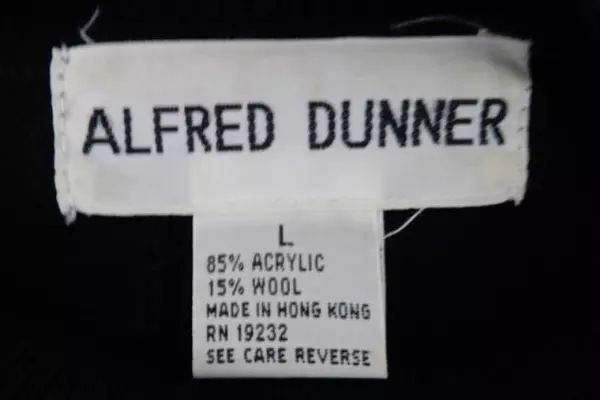 ALFRED DUNNER
L
85% ACRYLIC
15% WOOL
MADE IN HONG KONG
RN 19232
SEE CARE REVERSE